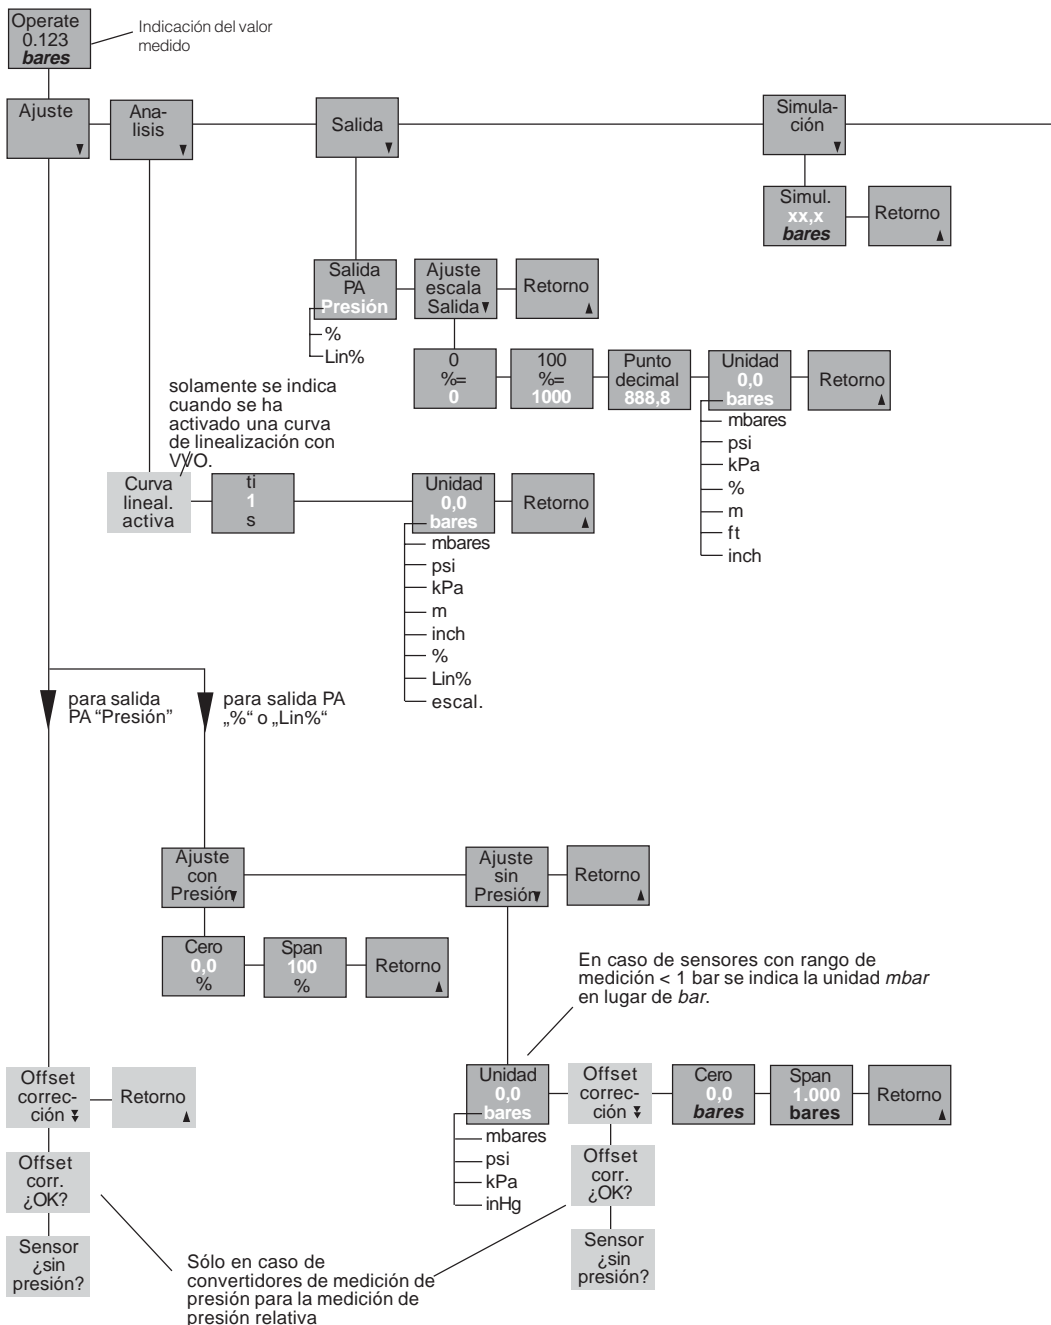 Operate
0.123
bares
Indicación del valor
medido
Ajuste
Ana-
lisis
Salida
Simula-
ción
Simul.
xx,x
bares
Retorno
Salida
PA
Presión
%
Lin%
Ajuste
escala
Salida
Retorno
0
%=
0
100
%=
1000
Punto
decimal
888,8
Unidad
0,0
bares
mbares
psi
kPa
%
m
ft
inch
Retorno
solamente se indica
cuando se ha
activado una curva
de linealización con
VVO.
Curva
lineal.
activa
ti
1
s
Unidad
0,0
bares
mbares
psi
kPa
m
inch
%
Lin%
escal.
Retorno
para salida
PA “Presión”
para salida PA
„%“ o „Lin%“
Ajuste
con
Presión
Ajuste
sin
Presión
Retorno
Cero
0,0
%
Span
100
%
Retorno
En caso de sensores con rango de
medición < 1 bar se indica la unidad mbar
en lugar de bar.
Offset
correc-
ción
Retorno
Offset
corr.
¿OK?
Sensor
¿sin
presión?
Unidad
0,0
bares
mbares
psi
kPa
inHg
Offset
correc-
ción
Cero
0,0
bares
Span
1.000
bares
Retorno
Offset
corr.
¿OK?
Sensor
¿sin
presión?
Sólo en caso de
convertidores de medición de
presión para la medición de
presión relativa